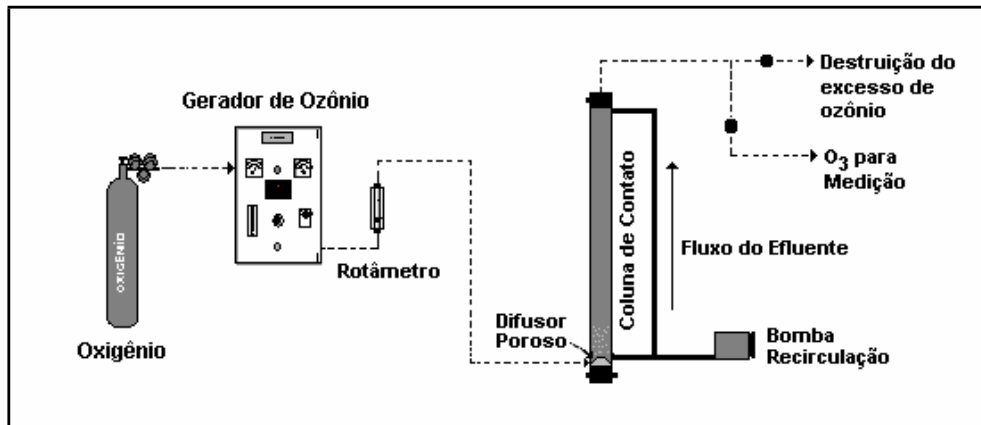 Gerador de Ozônio
OXIGÊNIO
Oxigênio
Rotâmetro
Difusor
Poroso
Coluna de Contato
Fluxo do Efluente
Bomba
Recirculação
Destruição do
excesso de
ozônio
O₃ para
Medição